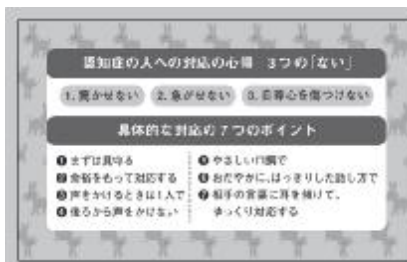 認知症の人への対応の心得 3つの「ない」
1. 驚かせない 2. 急がせない 3. 自尊心を傷つけない
具体的な対応の7つのポイント
❶ まずは見守る
❷ 余裕をもって対応する
❸ 声をかけるときは1人で
❹ 後ろから声をかけない
❺ やさしい口調で
❻ おだやかに、はっきりした話し方で
❼ 相手の言葉に耳を傾けて、
ゆっくり対応する